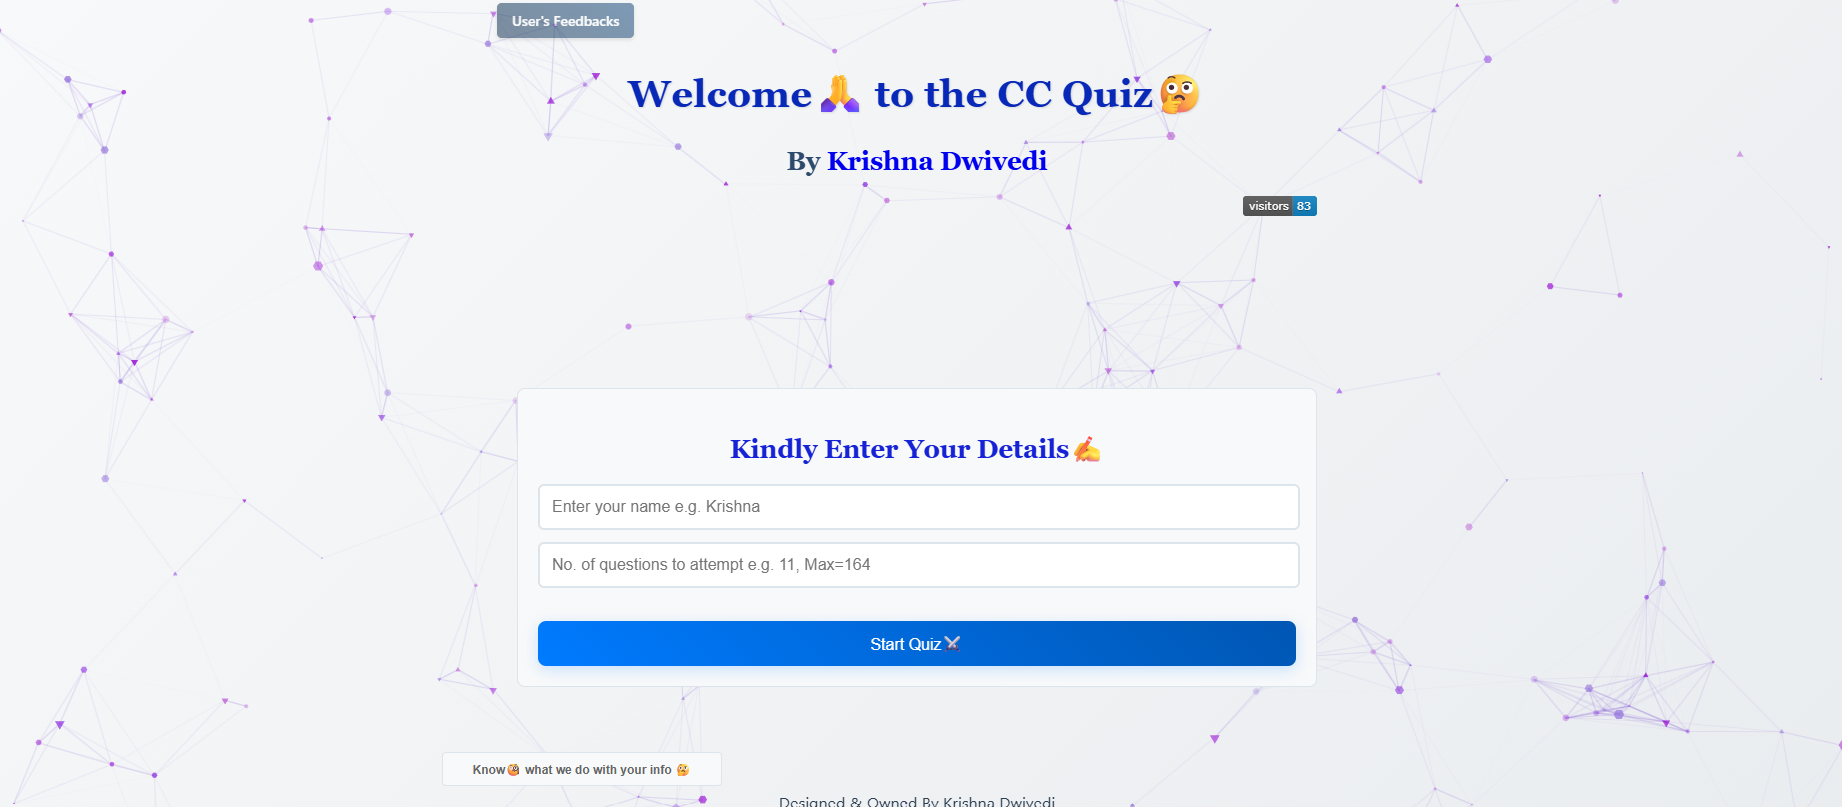 User's Feedbacks
Welcome🙏 to the CC Quiz🤔
By Krishna Dwivedi
visitors 83
Kindly Enter Your Details✍
Enter your name e.g. Krishna
No. of questions to attempt e.g. 11, Max=164
Start Quiz⚔
Know🧐 what we do with your info 🤔
Designed & Owned By Krishna Dwivedi